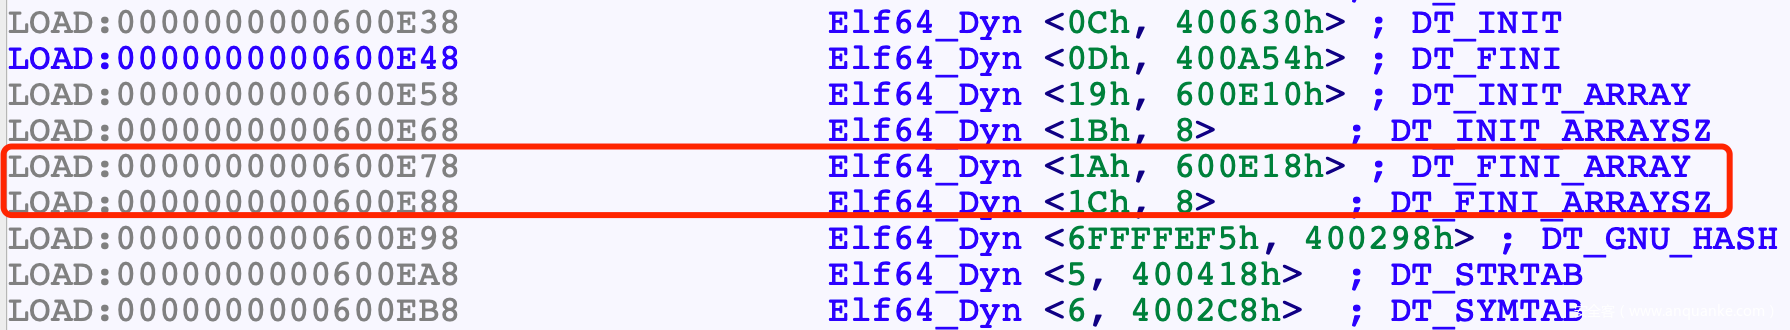 LOAD:0000000000600E38 Elf64_Dyn <0Ch, 400630h> ; DT_INIT
LOAD:0000000000600E48 Elf64_Dyn <0Dh, 400A54h> ; DT_FINI
LOAD:0000000000600E58 Elf64_Dyn <19h, 600E10h> ; DT_INIT_ARRAY
LOAD:0000000000600E68 Elf64_Dyn <1Bh, 8> ; DT_INIT_ARRAYSZ
LOAD:0000000000600E78 Elf64_Dyn <1Ah, 600E18h> ; DT_FINI_ARRAY
LOAD:0000000000600E88 Elf64_Dyn <1Ch, 8> ; DT_FINI_ARRAYSZ
LOAD:0000000000600E98 Elf64_Dyn <6FFFFEF5h, 400298h> ; DT_GNU_HASH
LOAD:0000000000600EA8 Elf64_Dyn <5, 400418h> ; DT_STRTAB
LOAD:0000000000600EB8 Elf64_Dyn <6, 4002C8h> ; DT_SYMTAB